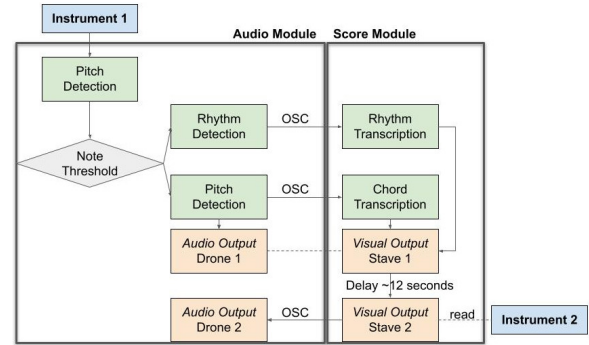 Instrument 1
Audio Module
Score Module
Pitch
Detection
Rhythm
Detection
OSC
Rhythm
Transcription
Note
Threshold
Pitch
Detection
OSC
Chord
Transcription
Audio Output
Drone 1
Visual Output
Stave 1
Delay ~12 seconds
Audio Output
Drone 2
OSC
Visual Output
Stave 2
read
Instrument 2